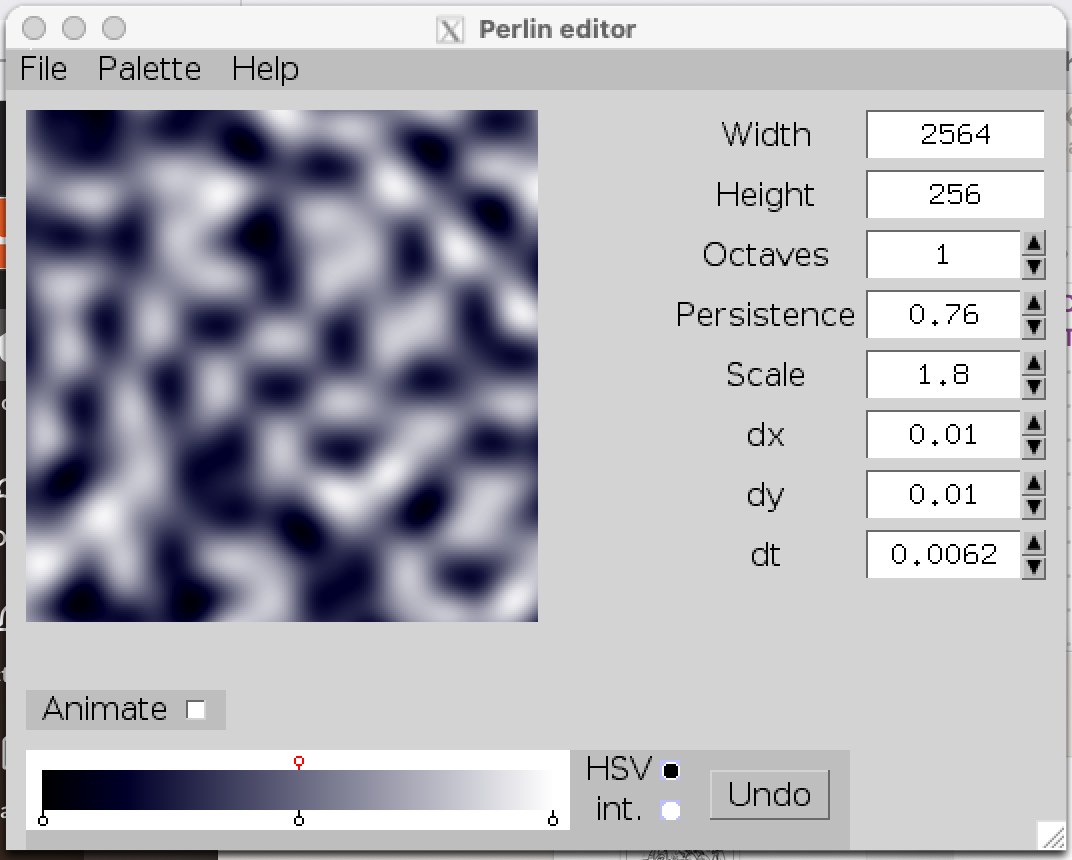 Perlin editor
File Palette Help
Width 2564
Height 256
Octaves 1
Persistence 0.76
Scale 1.8
dx 0.01
dy 0.01
dt 0.0062
Animate
HSV
int.
Undo